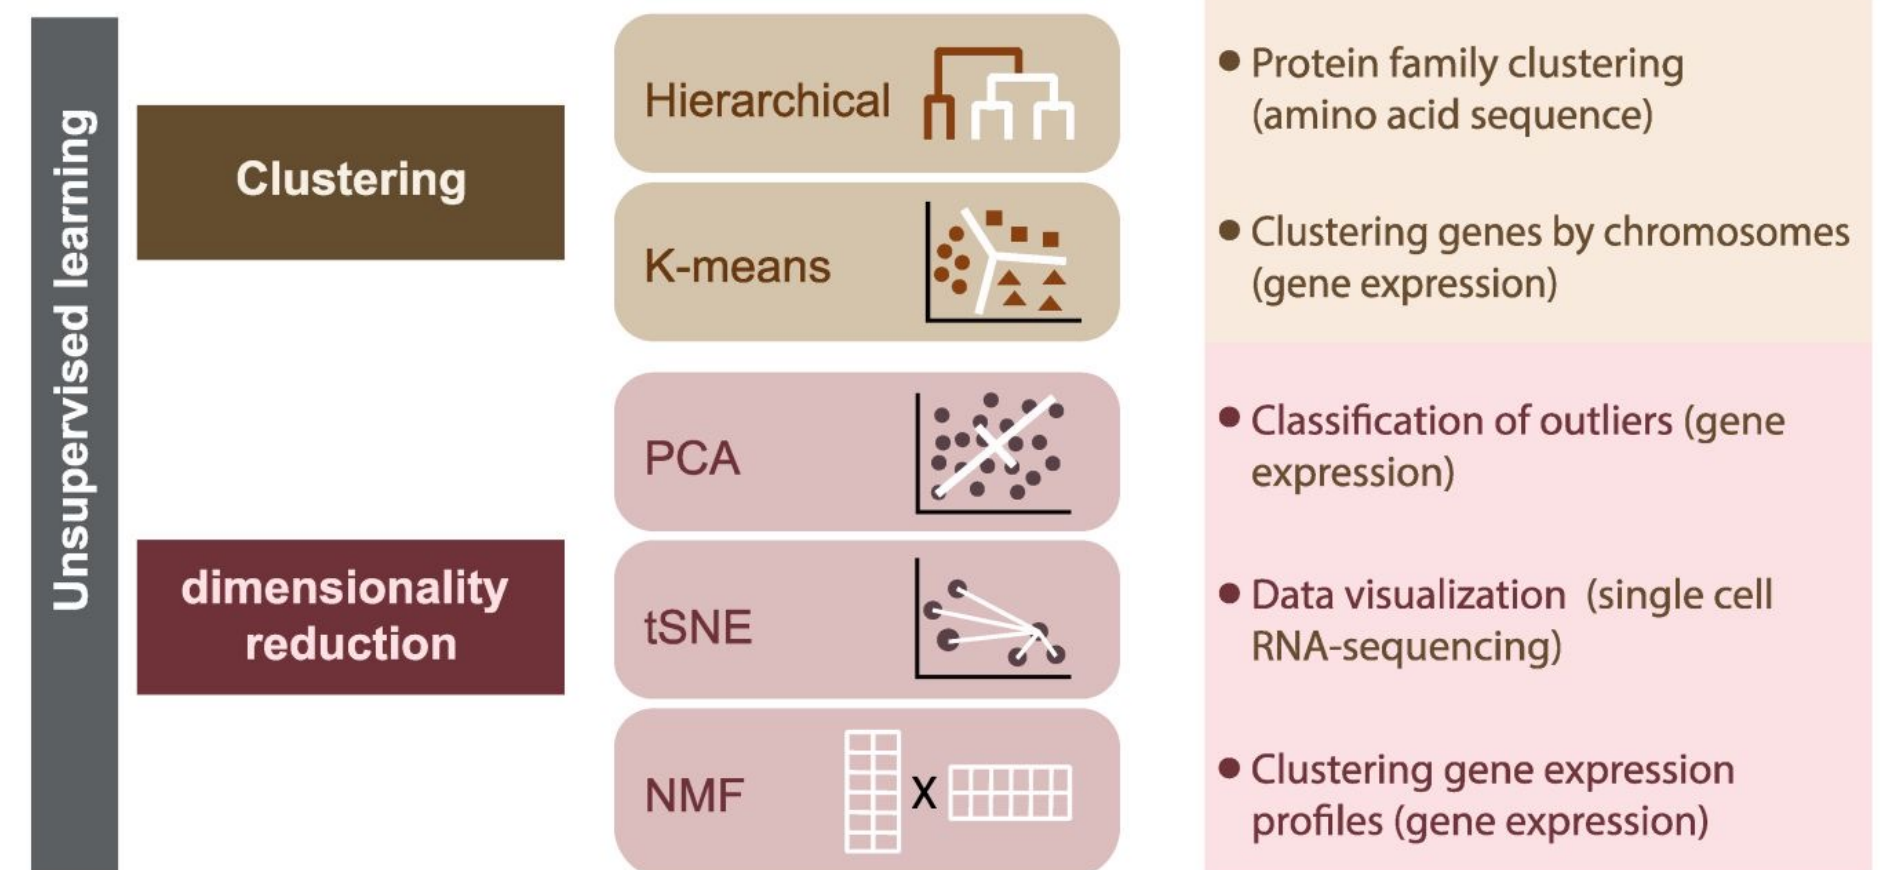 Unsupervised learning
Clustering
Hierarchical
K-means
• Protein family clustering
(amino acid sequence)
• Clustering genes by chromosomes
(gene expression)
dimensionality
reduction
PCA
tSNE
NMF
X
• Classification of outliers (gene
expression)
• Data visualization (single cell
RNA-sequencing)
• Clustering gene expression
profiles (gene expression)